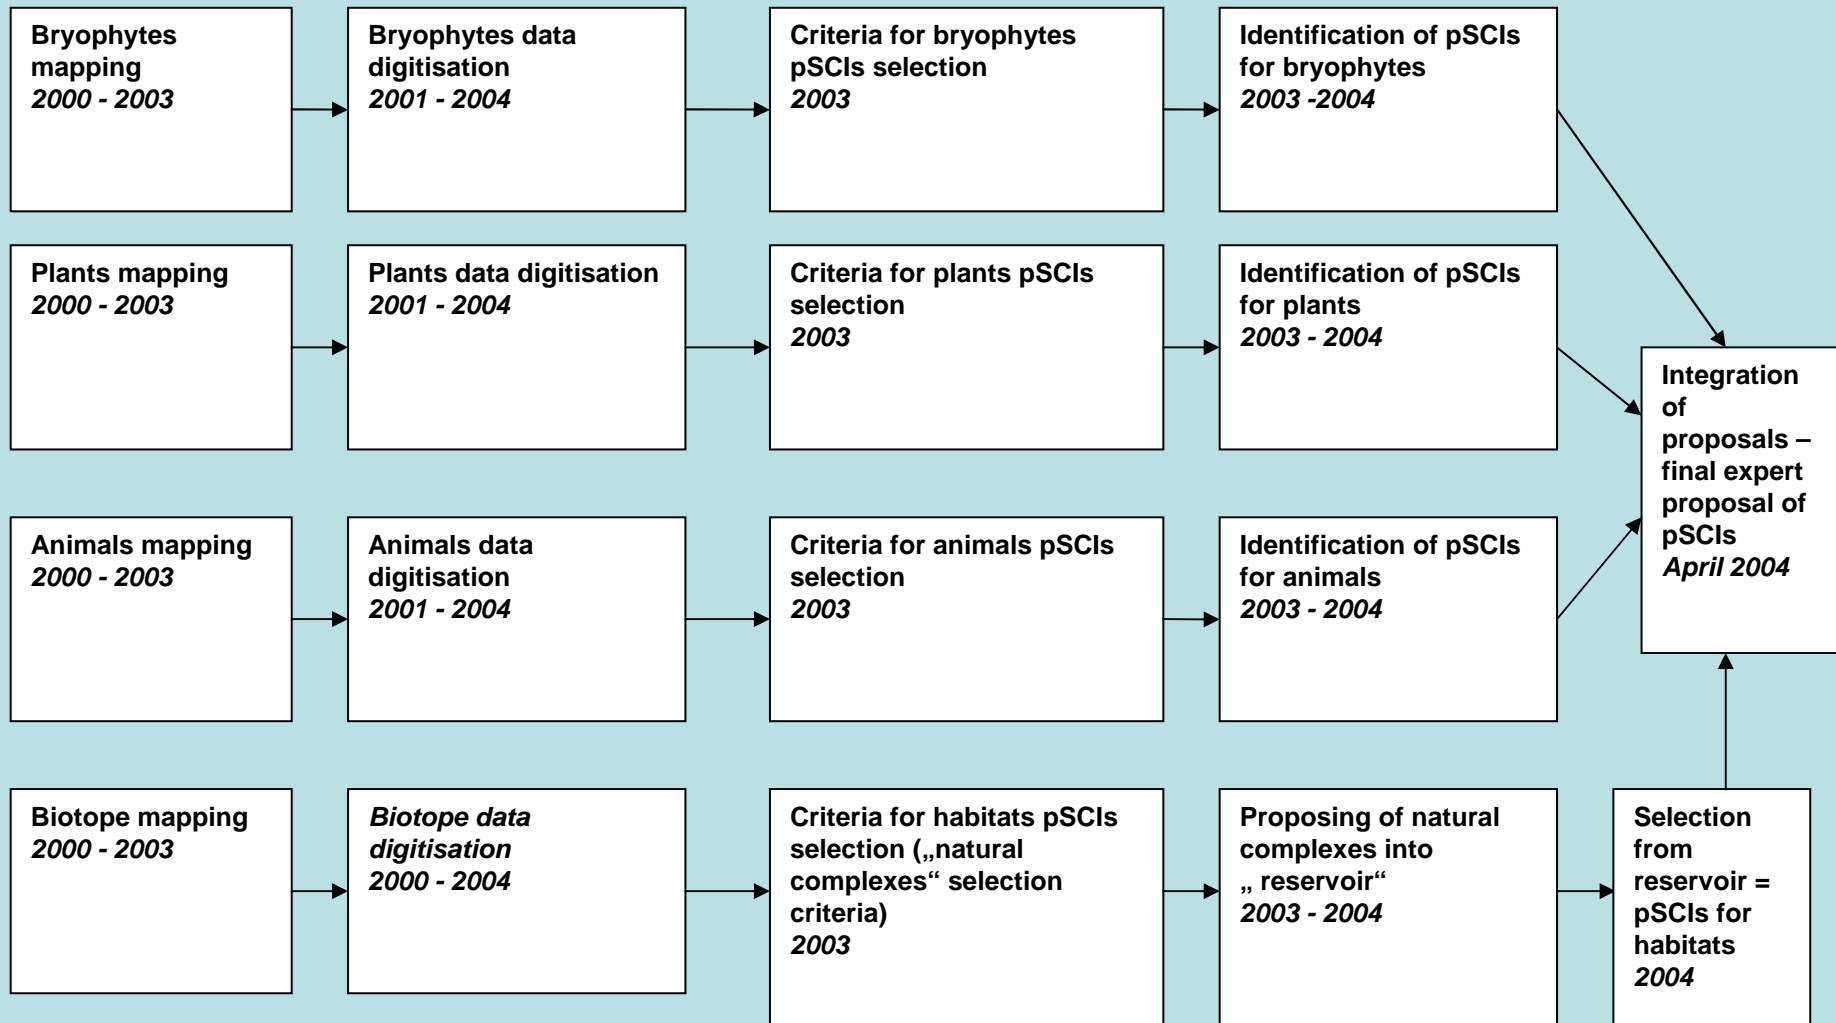 Bryophytes
mapping
2000 - 2003
Bryophytes data
digitisation
2001 - 2004
Criteria for bryophytes
pSCIs selection
2003
Identification of pSCIs
for bryophytes
2003 -2004
Plants mapping
2000 - 2003
Plants data digitisation
2001 - 2004
Criteria for plants pSCIs
selection
2003
Identification of pSCIs
for plants
2003 - 2004
Integration
of
proposals –
final expert
proposal of
pSCIs
April 2004
Animals mapping
2000 - 2003
Animals data
digitisation
2001 - 2004
Criteria for animals pSCIs
selection
2003
Identification of pSCIs
for animals
2003 - 2004
Biotope mapping
2000 - 2003
Biotope data
digitisation
2000 - 2004
Criteria for habitats pSCIs
selection („natural
complexes“ selection
criteria)
2003
Proposing of natural
complexes into
„ reservoir“
2003 - 2004
Selection
from
reservoir =
pSCIs for
habitats
2004